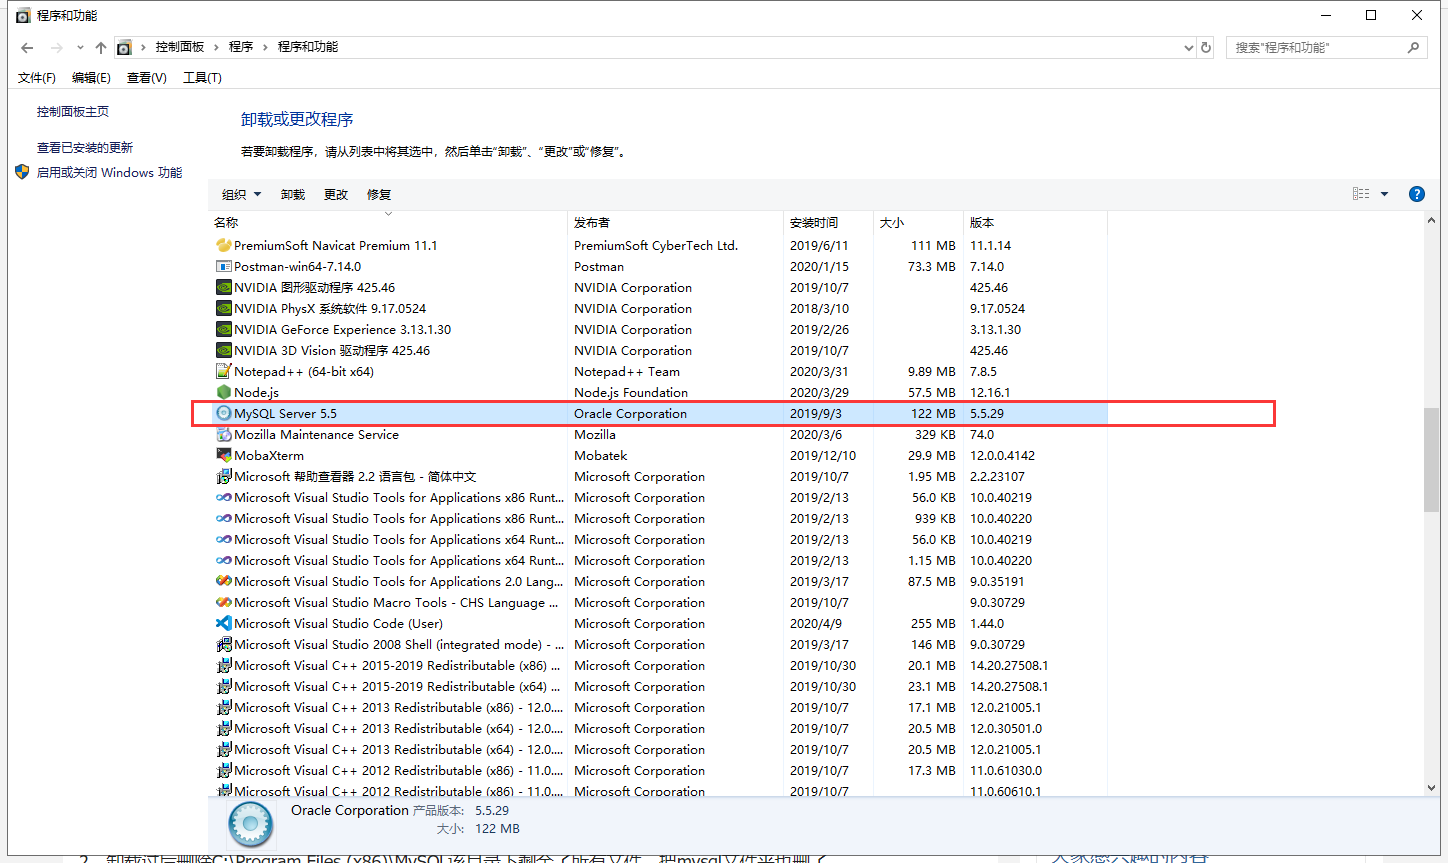 程序和功能
控制面板 › 程序 › 程序和功能
搜索"程序和功能"
文件(F) 编辑(E) 查看(V) 工具(T)
控制面板主页
查看已安装的更新
启用或关闭 Windows 功能
卸载或更改程序
若要卸载程序，请从列表中将其选中，然后单击“卸载”、“更改”或“修复”。
组织 卸载 更改 修复
名称 发布者 安装时间 大小 版本
PremiumSoft Navicat Premium 11.1 PremiumSoft CyberTech Ltd. 2019/6/11 111 MB 11.1.14
Postman-win64-7.14.0 Postman 2020/1/15 73.3 MB 7.14.0
NVIDIA 图形驱动程序 425.46 NVIDIA Corporation 2019/10/7 425.46
NVIDIA PhysX 系统软件 9.17.0524 NVIDIA Corporation 2018/3/10 9.17.0524
NVIDIA GeForce Experience 3.13.1.30 NVIDIA Corporation 2019/2/26 3.13.1.30
NVIDIA 3D Vision 驱动程序 425.46 NVIDIA Corporation 2019/10/7 425.46
Notepad++ (64-bit x64) Notepad++ Team 2020/3/31 9.89 MB 7.8.5
Node.js Node.js Foundation 2020/3/29 57.5 MB 12.16.1
MySQL Server 5.5 Oracle Corporation 2019/9/3 122 MB 5.5.29
Mozilla Maintenance Service Mozilla 2020/3/6 329 KB 74.0
MobaXterm Mobatek 2019/12/10 29.9 MB 12.0.0.4142
Microsoft 帮助查看器 2.2 语言包 - 简体中文 Microsoft Corporation 2019/10/7 1.95 MB 2.2.23107
Microsoft Visual Studio Tools for Applications x86 Runt... Microsoft Corporation 2019/2/13 56.0 KB 10.0.40219
Microsoft Visual Studio Tools for Applications x86 Runt... Microsoft Corporation 2019/2/13 939 KB 10.0.40220
Microsoft Visual Studio Tools for Applications x64 Runt... Microsoft Corporation 2019/2/13 56.0 KB 10.0.40219
Microsoft Visual Studio Tools for Applications x64 Runt... Microsoft Corporation 2019/2/13 1.15 MB 10.0.40220
Microsoft Visual Studio Tools for Applications 2.0 Lang... Microsoft Corporation 2019/3/17 87.5 MB 9.0.35191
Microsoft Visual Studio Macro Tools - CHS Language ... Microsoft Corporation 2019/10/7 9.0.30729
Microsoft Visual Studio Code (User) Microsoft Corporation 2020/4/9 255 MB 1.44.0
Microsoft Visual Studio 2008 Shell (integrated mode) - ... Microsoft Corporation 2019/3/17 146 MB 9.0.30729
Microsoft Visual C++ 2015-2019 Redistributable (x86) ... Microsoft Corporation 2019/10/30 20.1 MB 14.20.27508.1
Microsoft Visual C++ 2015-2019 Redistributable (x64) ... Microsoft Corporation 2019/10/30 23.1 MB 14.20.27508.1
Microsoft Visual C++ 2013 Redistributable (x86) - 12.0.... Microsoft Corporation 2019/10/7 17.1 MB 12.0.21005.1
Microsoft Visual C++ 2013 Redistributable (x64) - 12.0.... Microsoft Corporation 2019/10/7 20.5 MB 12.0.30501.0
Microsoft Visual C++ 2013 Redistributable (x64) - 12.0.... Microsoft Corporation 2019/10/7 20.5 MB 12.0.21005.1
Microsoft Visual C++ 2012 Redistributable (x86) - 11.0.... Microsoft Corporation 2019/10/7 17.3 MB 11.0.61030.0
Microsoft Visual C++ 2012 Redistributable (x86) - 11.0.... Microsoft Corporation 2019/10/7 11.0.60610.1
Oracle Corporation 产品版本: 5.5.29
大小: 122 MB